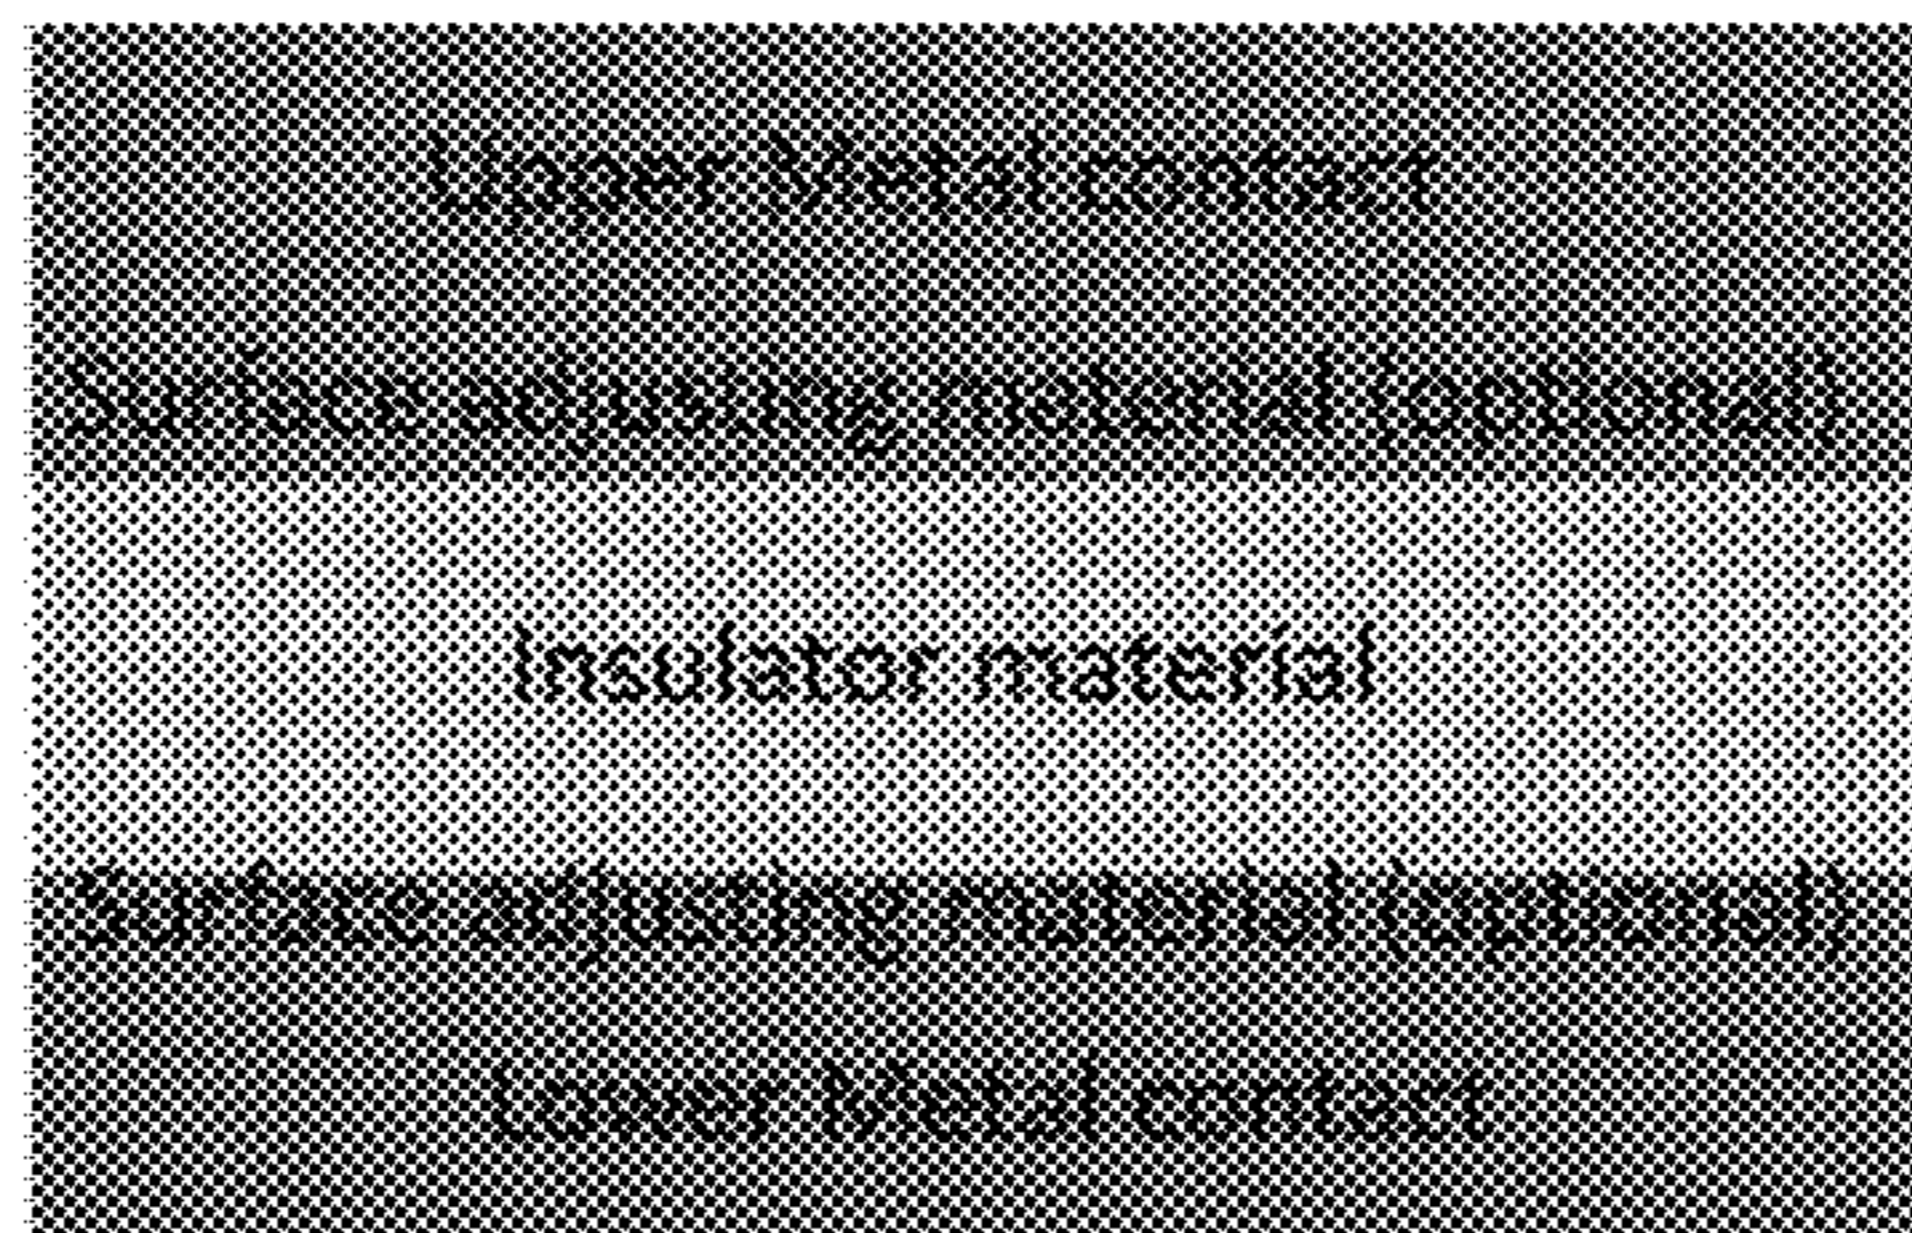 Upper Metal contact
Surface adjusting material (optional)
Insulator material
Surface adjusting material (optional)
Lower Metal contact